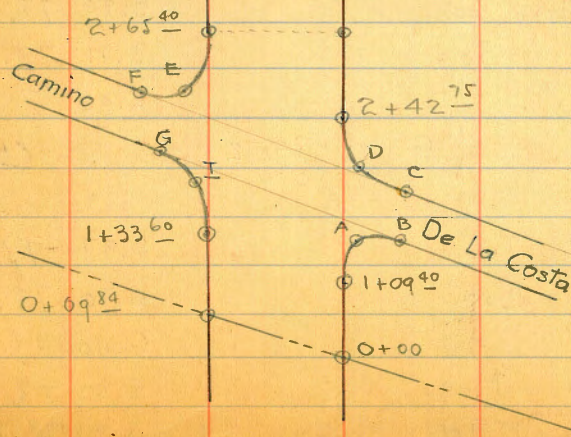 2+65 40
F E
Camino
2+42 75
G
D
I
C
1+33 60
A B De La Costa
1+09 40
0+09 84
0+00